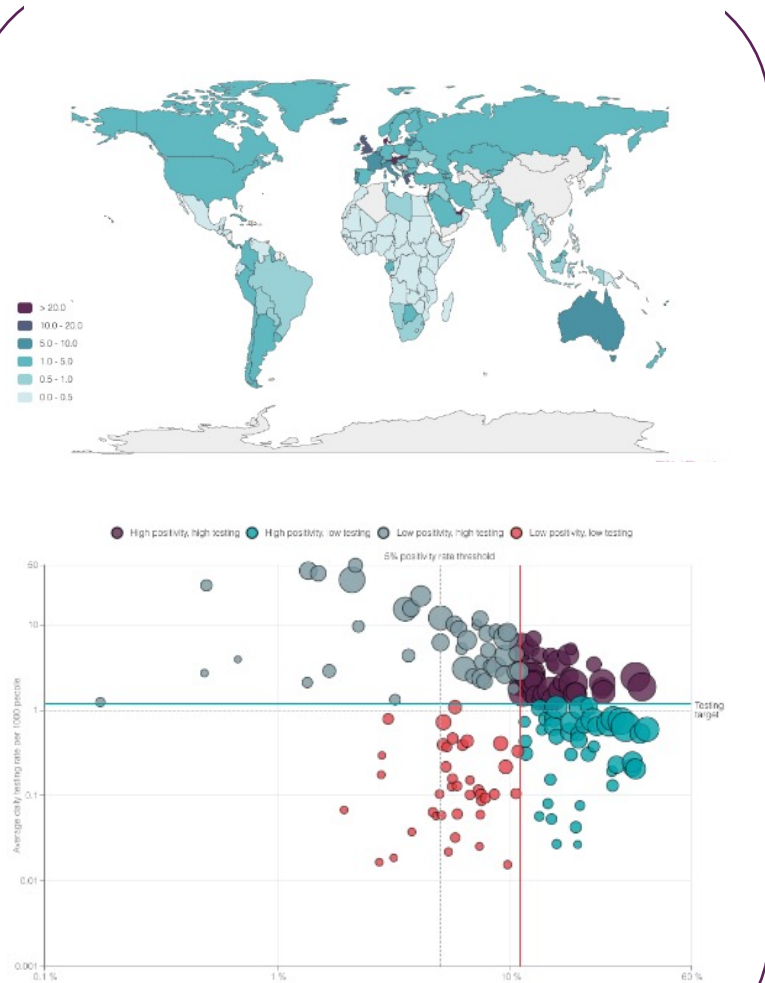 > 20.0
10.0 - 20.0
5.0 - 10.0
1.0 - 5.0
0.5 - 1.0
0.0 - 0.5
High positivity, high testing High positivity, low testing Low positivity, high testing Low positivity, low testing
5% positivity rate threshold
Average daily testing rate per 1000 people
10
1
0.1
0.01
0.001
Testing
target
0.1 %
1 %
10 %